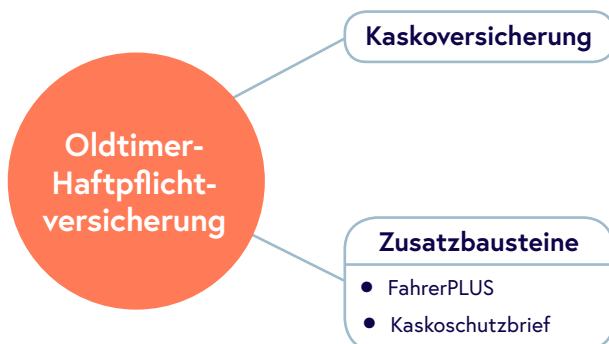 Kaskoversicherung
Oldtimer-
Haftpflicht-
versicherung
Zusatzbausteine
• FahrerPLUS
• Kaskoschutzbrief